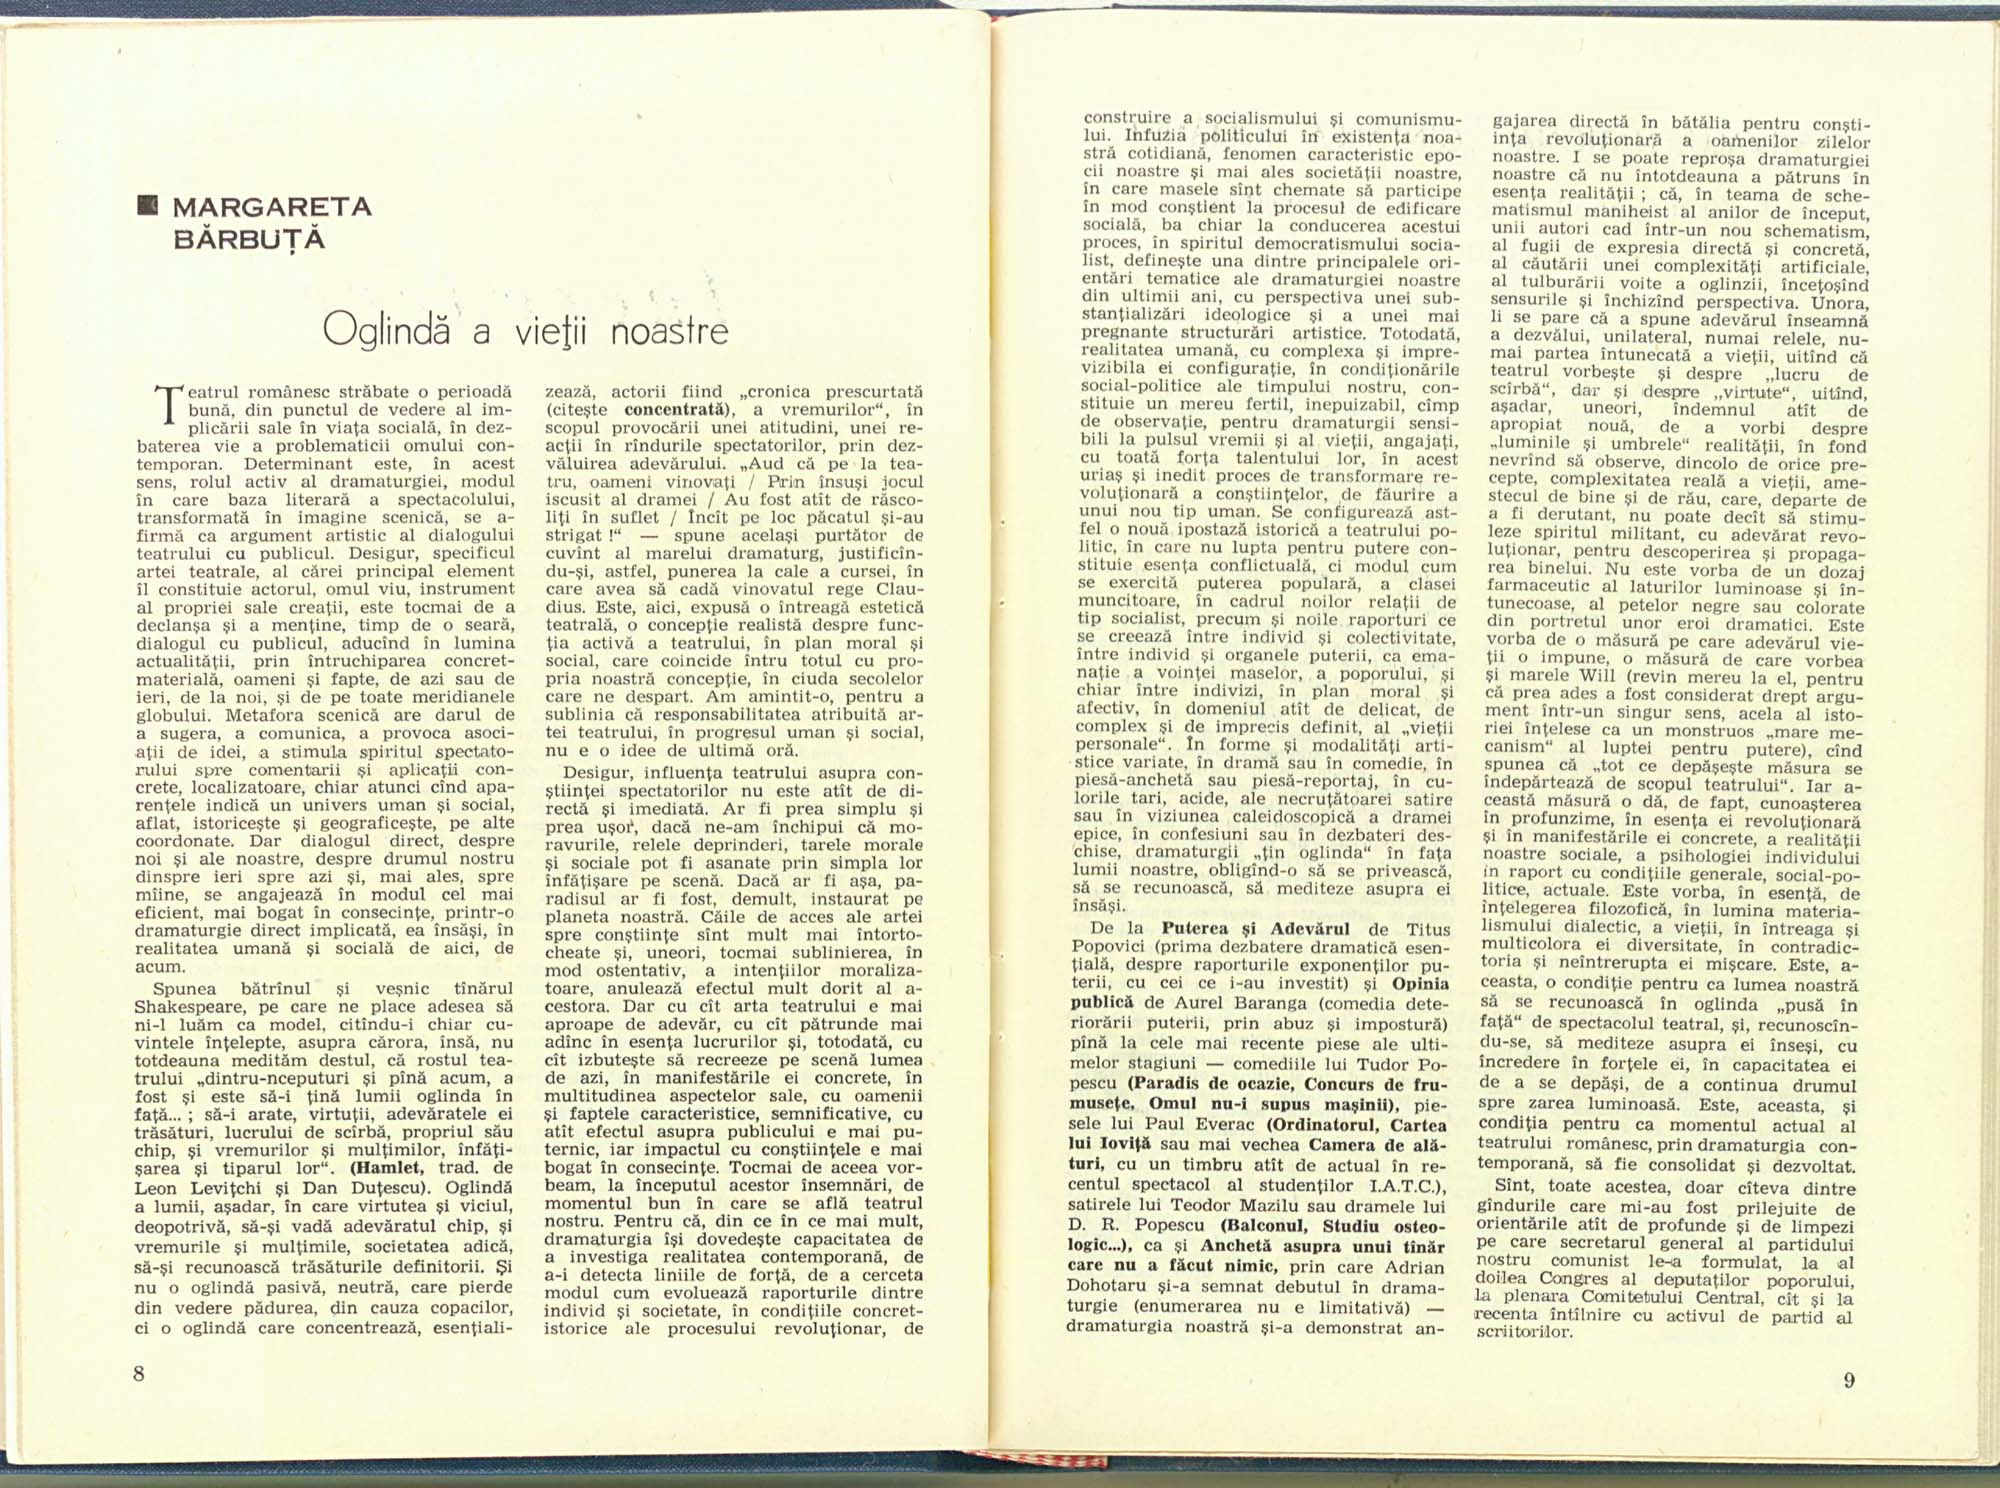 MARGARETA
BĂRBUȚĂ
Oglindă a vieții noastre
Teatrul românesc străbate o perioadă
bună, din punctul de vedere al im-
plicării sale în viața socială, în dez-
baterea vie a problematicii omului con-
temporan. Determinant este, în acest
sens, rolul activ al dramaturgiei, modul
în care baza literară a spectacolului,
transformată în imagine scenică, se a-
firmă ca argument artistic al dialogului
teatrului cu publicul. Desigur, specificul
artei teatrale, al cărei principal element
îl constituie actorul, omul viu, instrument
al propriei sale creații, este tocmai de a
declanșa și a menține, timp de o seară,
dialogul cu publicul, aducînd în lumina
actualității, prin întruchiparea concret-
materială, oameni și fapte, de azi sau de
ieri, de la noi, și de pe toate meridianele
globului. Metafora scenică are darul de
a sugera, a comunica, a provoca asoci-
ații de idei, a stimula spiritul spectato-
rului spre comentarii și aplicații con-
crete, localizatoare, chiar atunci cînd apa-
rențele indică un univers uman și social,
aflat, istoricește și geograficește, pe alte
coordonate. Dar dialogul direct, despre
noi și ale noastre, despre drumul nostru
dinspre ieri spre azi și, mai ales, spre
mîine, se angajează în modul cel mai
eficient, mai bogat în consecințe, printr-o
dramaturgie direct implicată, ea însăși, în
realitatea umană și socială de aici, de
acum.
Spunea bătrînul și veșnic tînărul
Shakespeare, pe care ne place adesea să
ni-l luăm ca model, citîndu-i chiar cu-
vintele înțelepte, asupra cărora, însă, nu
totdeauna medităm destul, că rostul tea-
trului „dintru-nceputuri și pînă acum, a
fost și este să-i țină lumii oglinda în
față... ; să-i arate, virtuții, adevăratele ei
trăsături, lucrului de scîrbă, propriul său
chip, și vremurilor și mulțimilor, înfăți-
șarea și tiparul lor“. (Hamlet, trad. de
Leon Levițchi și Dan Duțescu). Oglindă
a lumii, așadar, în care virtutea și viciul,
deopotrivă, să-și vadă adevăratul chip, și
vremurile și mulțimile, societatea adică,
să-și recunoască trăsăturile definitorii. Și
nu o oglindă pasivă, neutră, care pierde
din vedere pădurea, din cauza copacilor,
ci o oglindă care concentrează, esențiali-
zează, actorii fiind „cronica prescurtată
(citește concentrată), a vremurilor“, în
scopul provocării unei atitudini, unei re-
acții în rîndurile spectatorilor, prin dez-
văluirea adevărului. „Aud că pe la tea-
tru, oameni vinovați / Prin însuși jocul
iscusit al dramei / Au fost atît de răsco-
liți în suflet / Încît pe loc păcatul și-au
strigat !“ — spune același purtător de
cuvînt al marelui dramaturg, justificîn-
du-și, astfel, punerea la cale a cursei, în
care avea să cadă vinovatul rege Clau-
dius. Este, aici, expusă o întreagă estetică
teatrală, o concepție realistă despre func-
ția activă a teatrului, în plan moral și
social, care coincide întru totul cu pro-
pria noastră concepție, în ciuda secolelor
care ne despart. Am amintit-o, pentru a
sublinia că responsabilitatea atribuită ar-
tei teatrului, în progresul uman și social,
nu e o idee de ultimă oră.
Desigur, influența teatrului asupra con-
științei spectatorilor nu este atît de di-
rectă și imediată. Ar fi prea simplu și
prea ușor, dacă ne-am închipui că mo-
ravurile, relele deprinderi, tarele morale
și sociale pot fi asanate prin simpla lor
înfățișare pe scenă. Dacă ar fi așa, pa-
radisul ar fi fost, demult, instaurat pe
planeta noastră. Căile de acces ale artei
spre conștiințe sînt mult mai întorto-
cheate și, uneori, tocmai sublinierea, în
mod ostentativ, a intențiilor moraliza-
toare, anulează efectul mult dorit al a-
cestora. Dar cu cît arta teatrului e mai
aproape de adevăr, cu cît pătrunde mai
adînc în esența lucrurilor și, totodată, cu
cît izbutește să recreeze pe scenă lumea
de azi, în manifestările ei concrete, în
multitudinea aspectelor sale, cu oamenii
și faptele caracteristice, semnificative, cu
atît efectul asupra publicului e mai pu-
ternic, iar impactul cu conștiințele e mai
bogat în consecințe. Tocmai de aceea vor-
beam, la începutul acestor însemnări, de
momentul bun în care se află teatrul
nostru. Pentru că, din ce în ce mai mult,
dramaturgia își dovedește capacitatea de
a investiga realitatea contemporană, de
a-i detecta liniile de forță, de a cerceta
modul cum evoluează raporturile dintre
individ și societate, în condițiile concret-
istorice ale procesului revoluționar, de
8
construire a socialismului și comunismu-
lui. Infuzia politicului în existența noa-
stră cotidiană, fenomen caracteristic epo-
cii noastre și mai ales societății noastre,
în care masele sînt chemate să participe
în mod conștient la procesul de edificare
socială, ba chiar la conducerea acestui
proces, în spiritul democratismului socia-
list, definește una dintre principalele ori-
entări tematice ale dramaturgiei noastre
din ultimii ani, cu perspectiva unei sub-
stanțializări ideologice și a unei mai
pregnante structurări artistice. Totodată,
realitatea umană, cu complexa și impre-
vizibila ei configurație, în condiționările
social-politice ale timpului nostru, con-
stituie un mereu fertil, inepuizabil, cîmp
de observație, pentru dramaturgii sensi-
bili la pulsul vremii și al vieții, angajați,
cu toată forța talentului lor, în acest
uriaș și inedit proces de transformare re-
voluționară a conștiințelor, de făurire a
unui nou tip uman. Se configurează ast-
fel o nouă ipostază istorică a teatrului po-
litic, în care nu lupta pentru putere con-
stituie esența conflictuală, ci modul cum
se exercită puterea populară, a clasei
muncitoare, în cadrul noilor relații de
tip socialist, precum și noile raporturi ce
se creează între individ și colectivitate,
între individ și organele puterii, ca ema-
nație a voinței maselor, a poporului, și
chiar între indivizi, în plan moral și
afectiv, în domeniul atît de delicat, de
complex și de imprecis definit, al „vieții
personale“. În forme și modalități arti-
stice variate, în dramă sau în comedie, în
piesă-anchetă sau piesă-reportaj, în cu-
lorile tari, acide, ale necruțătoarei satire
sau în viziunea caleidoscopică a dramei
epice, în confesiuni sau în dezbateri des-
chise, dramaturgii „țin oglinda“ în fața
lumii noastre, obligînd-o să se privească,
să se recunoască, să mediteze asupra ei
însăși.
De la Puterea și Adevărul de Titus
Popovici (prima dezbatere dramatică esen-
țială, despre raporturile exponenților pu-
terii, cu cei ce i-au investit) și Opinia
publică de Aurel Baranga (comedia dete-
riorării puterii, prin abuz și impostură)
pînă la cele mai recente piese ale ulti-
melor stagiuni — comediile lui Tudor Po-
pescu (Paradis de ocazie, Concurs de fru-
musețe, Omul nu-i supus mașinii), pie-
sele lui Paul Everac (Ordinatorul, Cartea
lui Ioviță sau mai vechea Camera de ală-
turi, cu un timbru atît de actual în re-
centul spectacol al studenților I.A.T.C.),
satirele lui Teodor Mazilu sau dramele lui
D. R. Popescu (Balconul, Studiu osteo-
logic...), ca și Anchetă asupra unui tînăr
care nu a făcut nimic, prin care Adrian
Dohotaru și-a semnat debutul în drama-
turgie (enumerarea nu e limitativă) —
dramaturgia noastră și-a demonstrat an-
gajarea directă în bătălia pentru conști-
ința revoluționară a oamenilor zilelor
noastre. I se poate reproșa dramaturgiei
noastre că nu întotdeauna a pătruns în
esența realității ; că, în teama de sche-
matismul maniheist al anilor de început,
unii autori cad într-un nou schematism,
al fugii de expresia directă și concretă,
al căutării unei complexități artificiale,
al tulburării voite a oglinzii, încețoșînd
sensurile și închizînd perspectiva. Unora,
li se pare că a spune adevărul înseamnă
a dezvălui, unilateral, numai relele, nu-
mai partea întunecată a vieții, uitînd că
teatrul vorbește și despre „lucru de
scîrbă“, dar și despre „virtute“, uitînd,
așadar, uneori, îndemnul atît de
apropiat nouă, de a vorbi despre
„luminile și umbrele“ realității, în fond
nevrînd să observe, dincolo de orice pre-
cepte, complexitatea reală a vieții, ame-
stecul de bine și de rău, care, departe de
a fi derutant, nu poate decît să stimu-
leze spiritul militant, cu adevărat revo-
luționar, pentru descoperirea și propaga-
rea binelui. Nu este vorba de un dozaj
farmaceutic al laturilor luminoase și în-
tunecoase, al petelor negre sau colorate
din portretul unor eroi dramatici. Este
vorba de o măsură pe care adevărul vie-
ții o impune, o măsură de care vorbea
și marele Will (revin mereu la el, pentru
că prea ades a fost considerat drept argu-
ment într-un singur sens, acela al isto-
riei înțelese ca un monstruos „mare me-
canism“ al luptei pentru putere), cînd
spunea că „tot ce depășește măsura se
îndepărtează de scopul teatrului“. Iar a-
ceastă măsură o dă, de fapt, cunoașterea
în profunzime, în esența ei revoluționară
și în manifestările ei concrete, a realității
noastre sociale, a psihologiei individului
în raport cu condițiile generale, social-po-
litice, actuale. Este vorba, în esență, de
înțelegerea filozofică, în lumina materia-
lismului dialectic, a vieții, în întreaga și
multicolora ei diversitate, în contradic-
toria și neîntrerupta ei mișcare. Este, a-
ceasta, o condiție pentru ca lumea noastră
să se recunoască în oglinda „pusă în
față“ de spectacolul teatral, și, recunoscîn-
du-se, să mediteze asupra ei înseși, cu
încredere în forțele ei, în capacitatea ei
de a se depăși, de a continua drumul
spre zarea luminoasă. Este, aceasta, și
condiția pentru ca momentul actual al
teatrului românesc, prin dramaturgia con-
temporană, să fie consolidat și dezvoltat.
Sînt, toate acestea, doar cîteva dintre
gîndurile care mi-au fost prilejuite de
orientările atît de profunde și de limpezi
pe care secretarul general al partidului
nostru comunist le-a formulat, la al
doilea Congres al deputaților poporului,
la plenara Comitetului Central, cît și la
recenta întîlnire cu activul de partid al
scriitorilor.
9